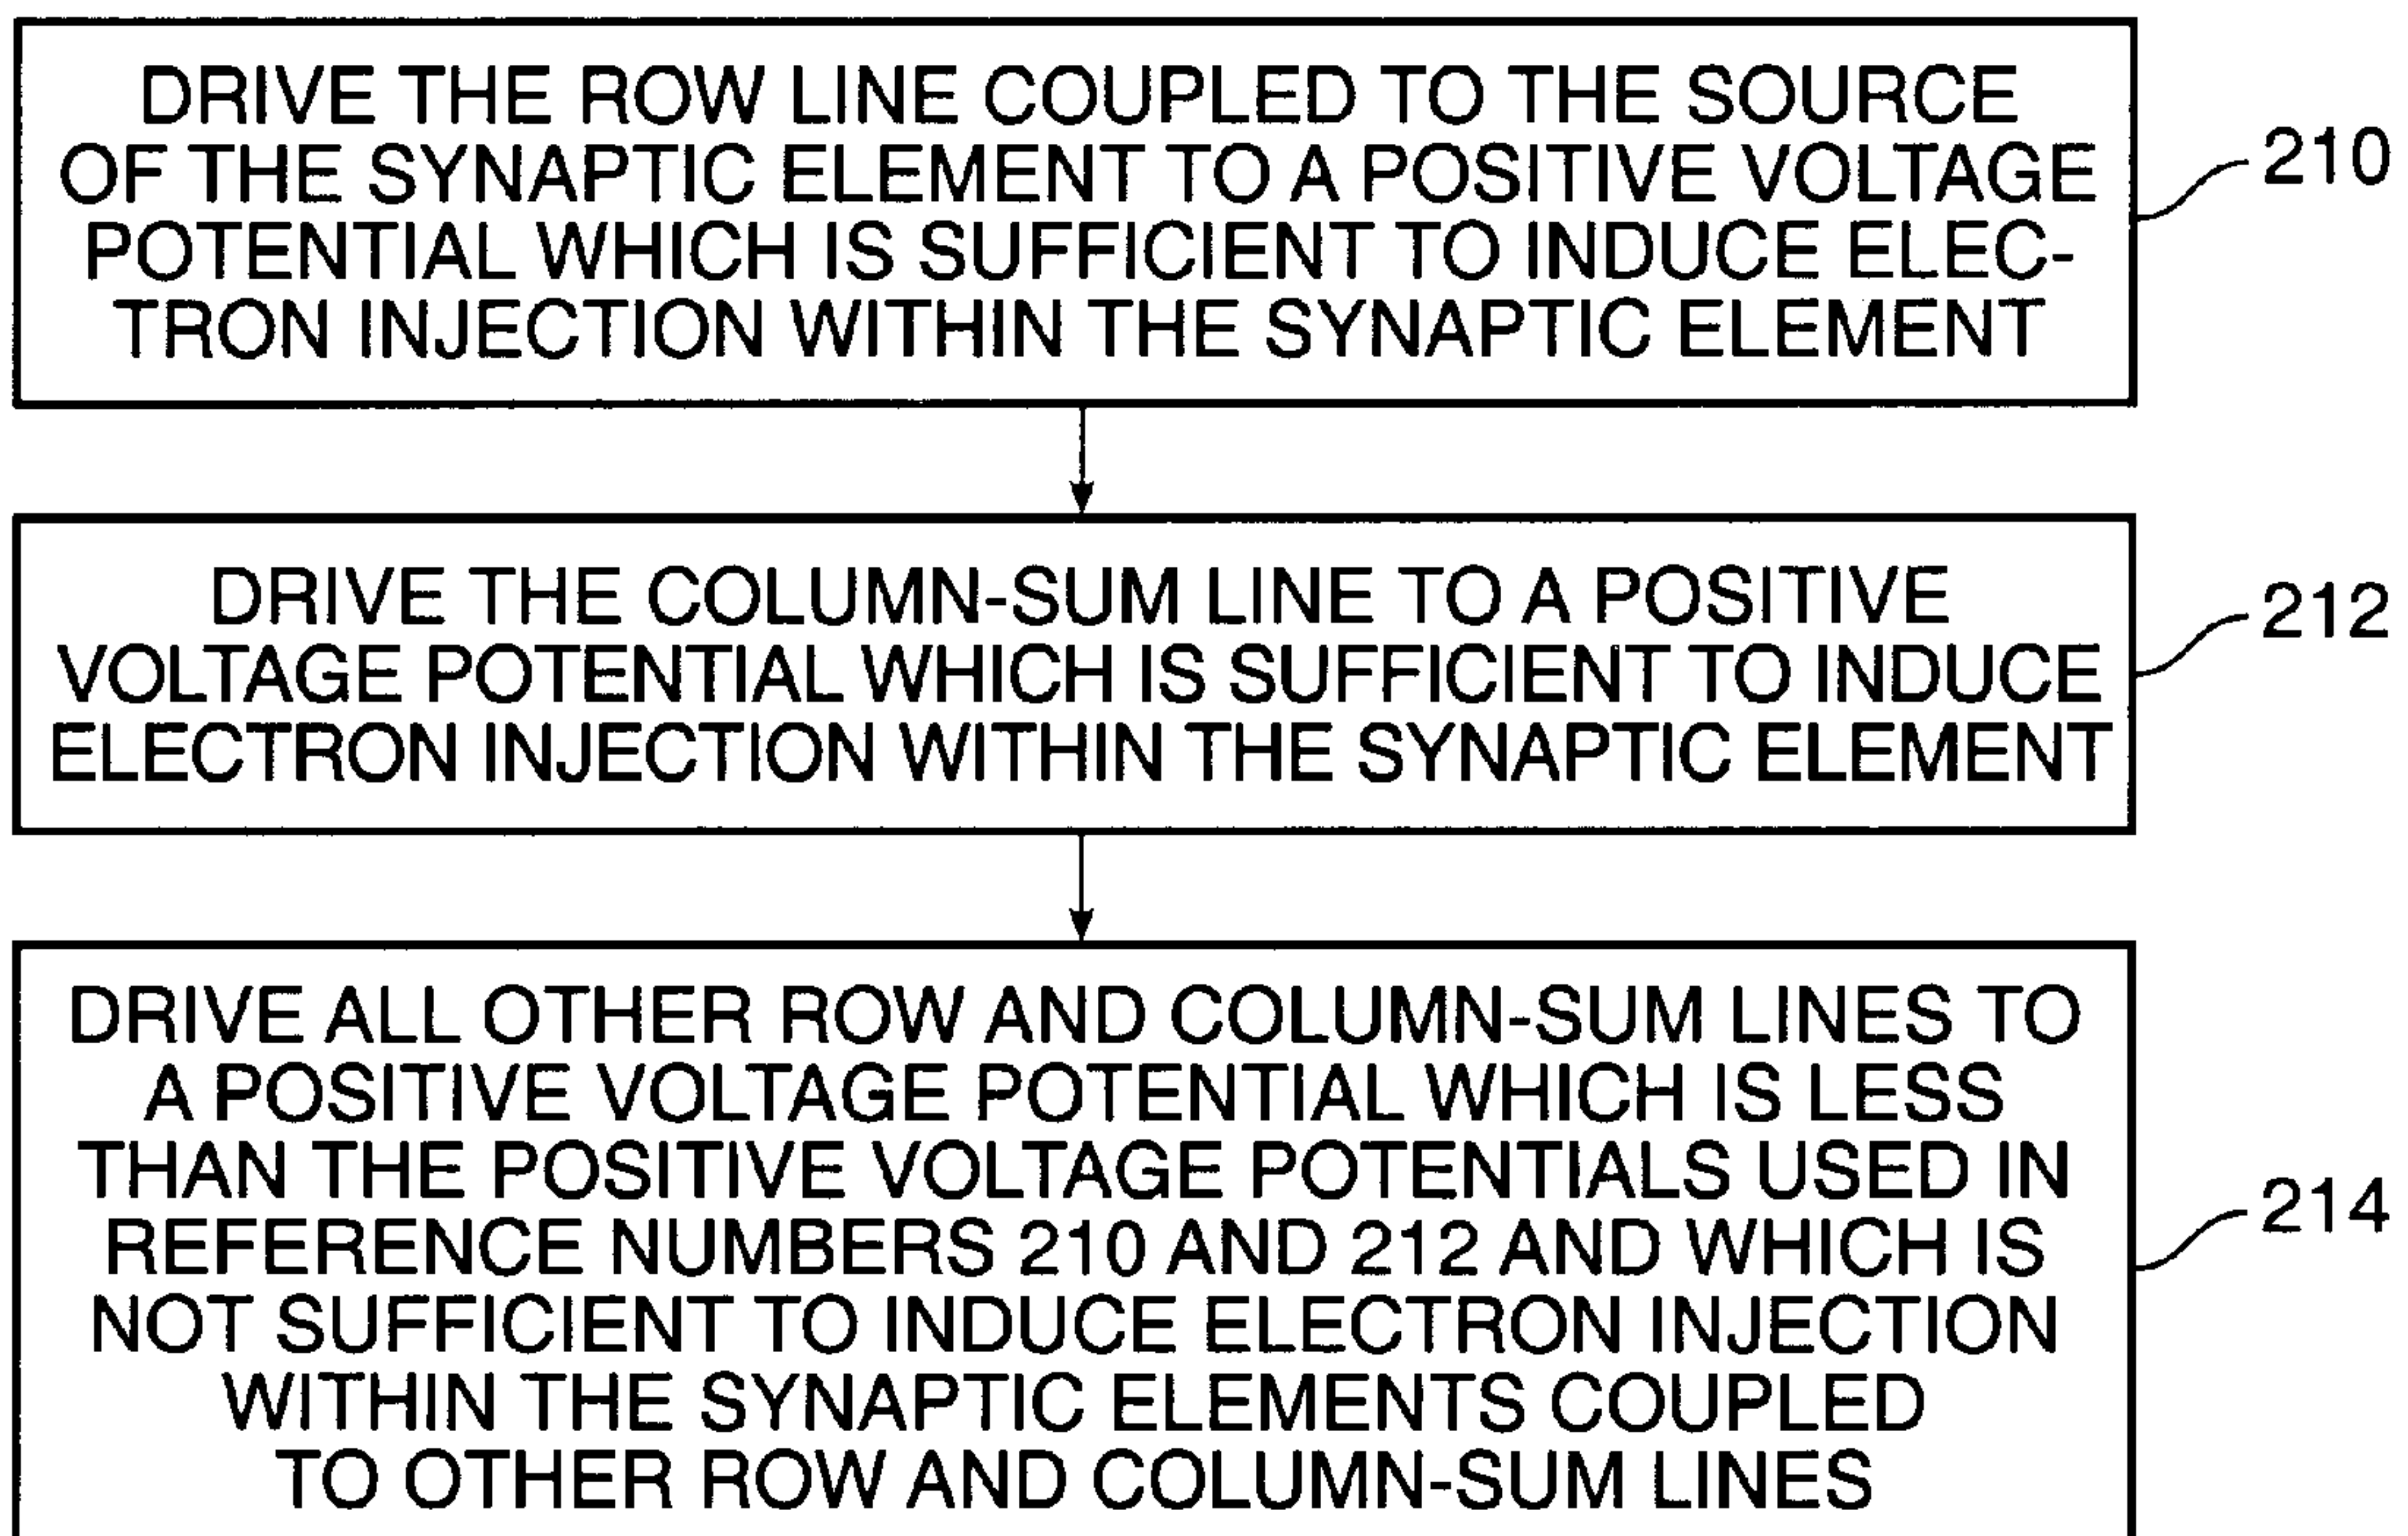 DRIVE THE ROW LINE COUPLED TO THE SOURCE
OF THE SYNAPTIC ELEMENT TO A POSITIVE VOLTAGE
POTENTIAL WHICH IS SUFFICIENT TO INDUCE ELEC-
TRON INJECTION WITHIN THE SYNAPTIC ELEMENT
210
DRIVE THE COLUMN-SUM LINE TO A POSITIVE
VOLTAGE POTENTIAL WHICH IS SUFFICIENT TO INDUCE
ELECTRON INJECTION WITHIN THE SYNAPTIC ELEMENT
212
DRIVE ALL OTHER ROW AND COLUMN-SUM LINES TO
A POSITIVE VOLTAGE POTENTIAL WHICH IS LESS
THAN THE POSITIVE VOLTAGE POTENTIALS USED IN
REFERENCE NUMBERS 210 AND 212 AND WHICH IS
NOT SUFFICIENT TO INDUCE ELECTRON INJECTION
WITHIN THE SYNAPTIC ELEMENTS COUPLED
TO OTHER ROW AND COLUMN-SUM LINES
214